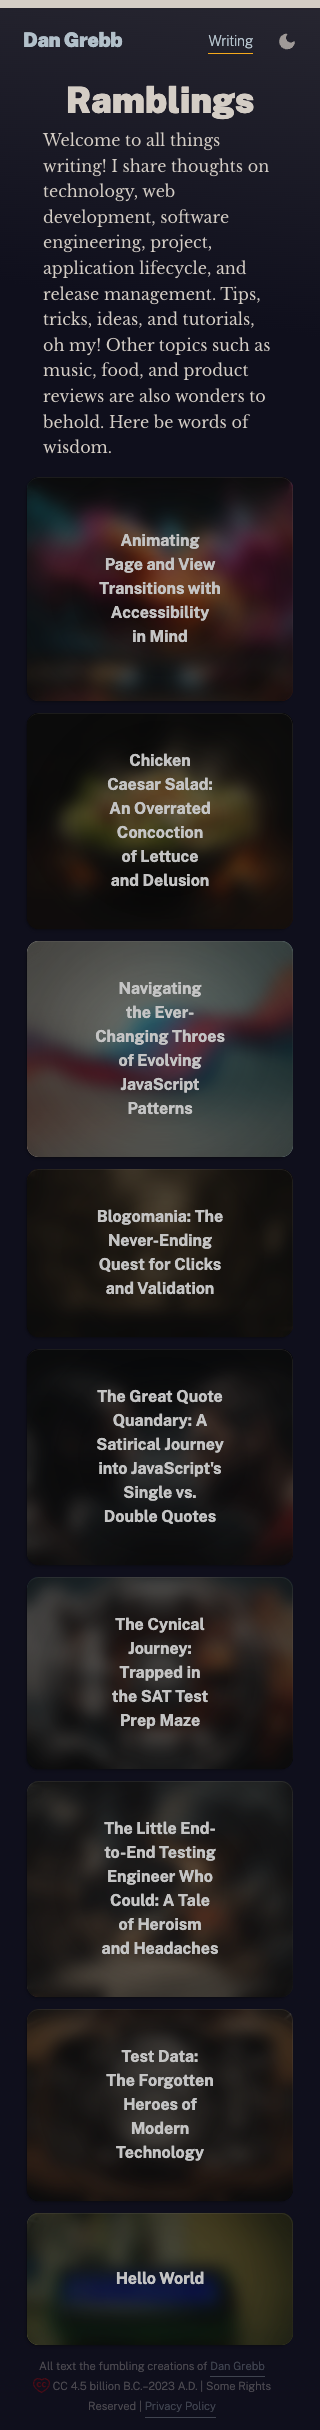 Dan Grebb
Writing
Ramblings
Welcome to all things
writing! I share thoughts on
technology, web
development, software
engineering, project,
application lifecycle, and
release management. Tips,
tricks, ideas, and tutorials,
oh my! Other topics such as
music, food, and product
reviews are also wonders to
behold. Here be words of
wisdom.
Animating
Page and View
Transitions with
Accessibility
in Mind
Chicken
Caesar Salad:
An Overrated
Concoction
of Lettuce
and Delusion
Navigating
the Ever-
Changing Throes
of Evolving
JavaScript
Patterns
Blogomania: The
Never-Ending
Quest for Clicks
and Validation
The Great Quote
Quandary: A
Satirical Journey
into JavaScript's
Single vs.
Double Quotes
The Cynical
Journey:
Trapped in
the SAT Test
Prep Maze
The Little End-
to-End Testing
Engineer Who
Could: A Tale
of Heroism
and Headaches
Test Data:
The Forgotten
Heroes of
Modern
Technology
Hello World
All text the fumbling creations of Dan Grebb
CC 4.5 billion B.C.–2023 A.D. | Some Rights
Reserved | Privacy Policy